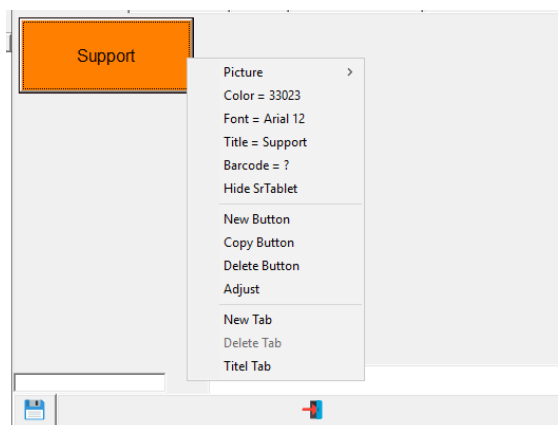 Support
Picture
Color = 33023
Font = Arial 12
Title = Support
Barcode = ?
Hide SrTablet
New Button
Copy Button
Delete Button
Adjust
New Tab
Delete Tab
Titel Tab